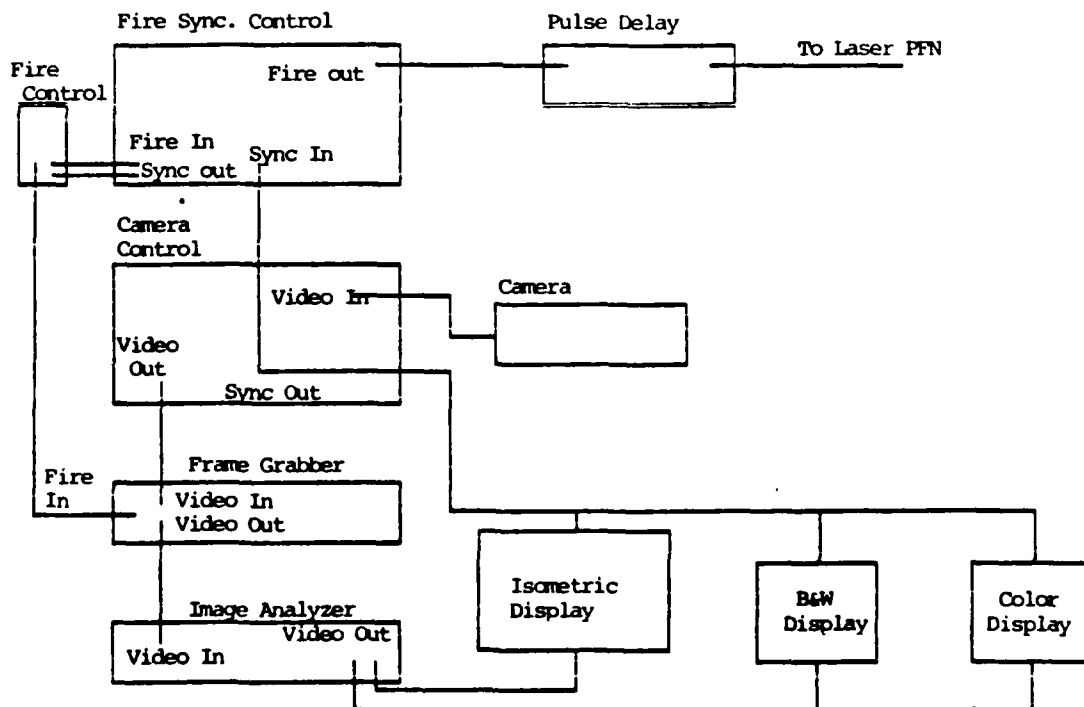 Fire Sync. Control
Pulse Delay
To Laser PFN
Fire
Control
Fire out
Fire In
Sync In
Sync out
Camera
Control
Video In
Camera
Video
Out
Sync Out
Frame Grabber
Fire
In
Video In
Video Out
Isometric
Display
B&W
Display
Color
Display
Image Analyzer
Video Out
Video In